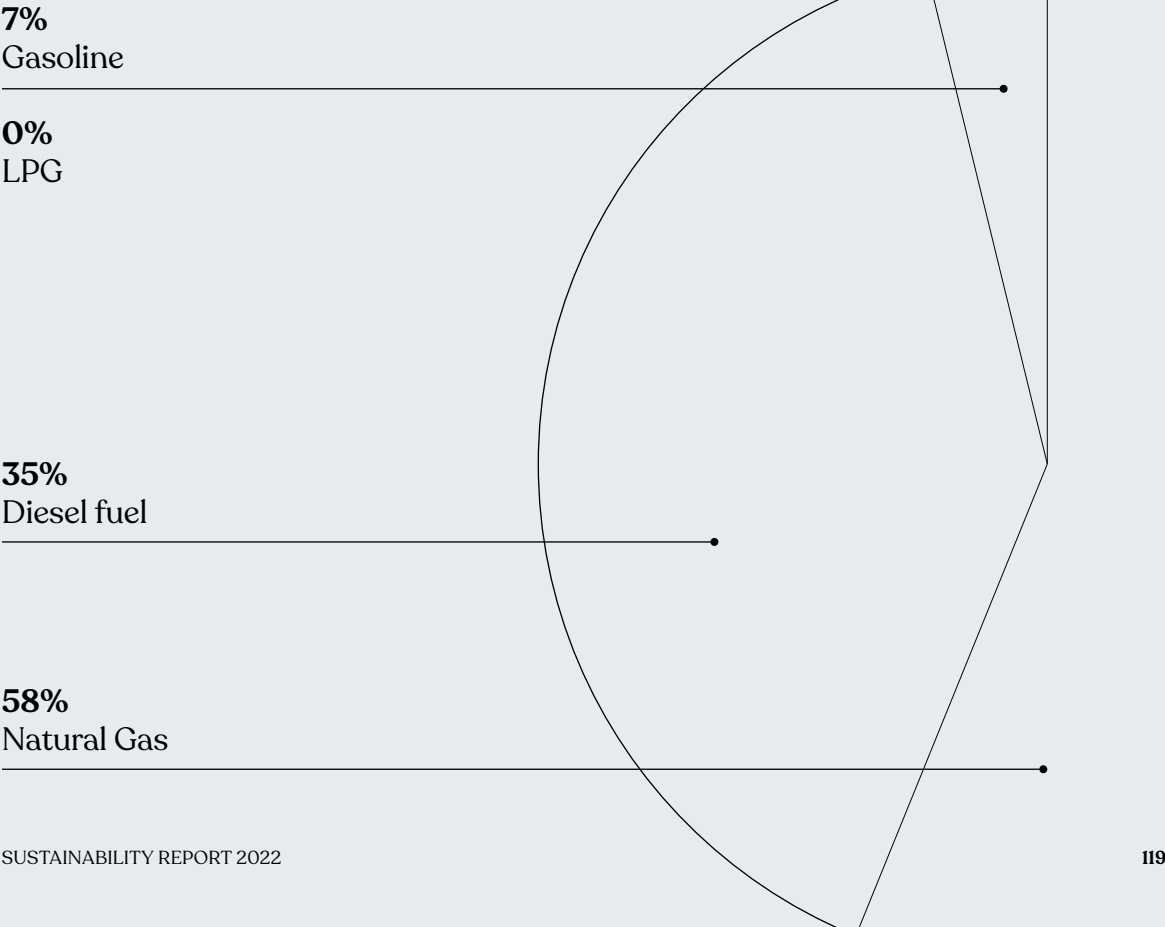 7%
Gasoline
0%
LPG
35%
Diesel fuel
58%
Natural Gas
SUSTAINABILITY REPORT 2022
119